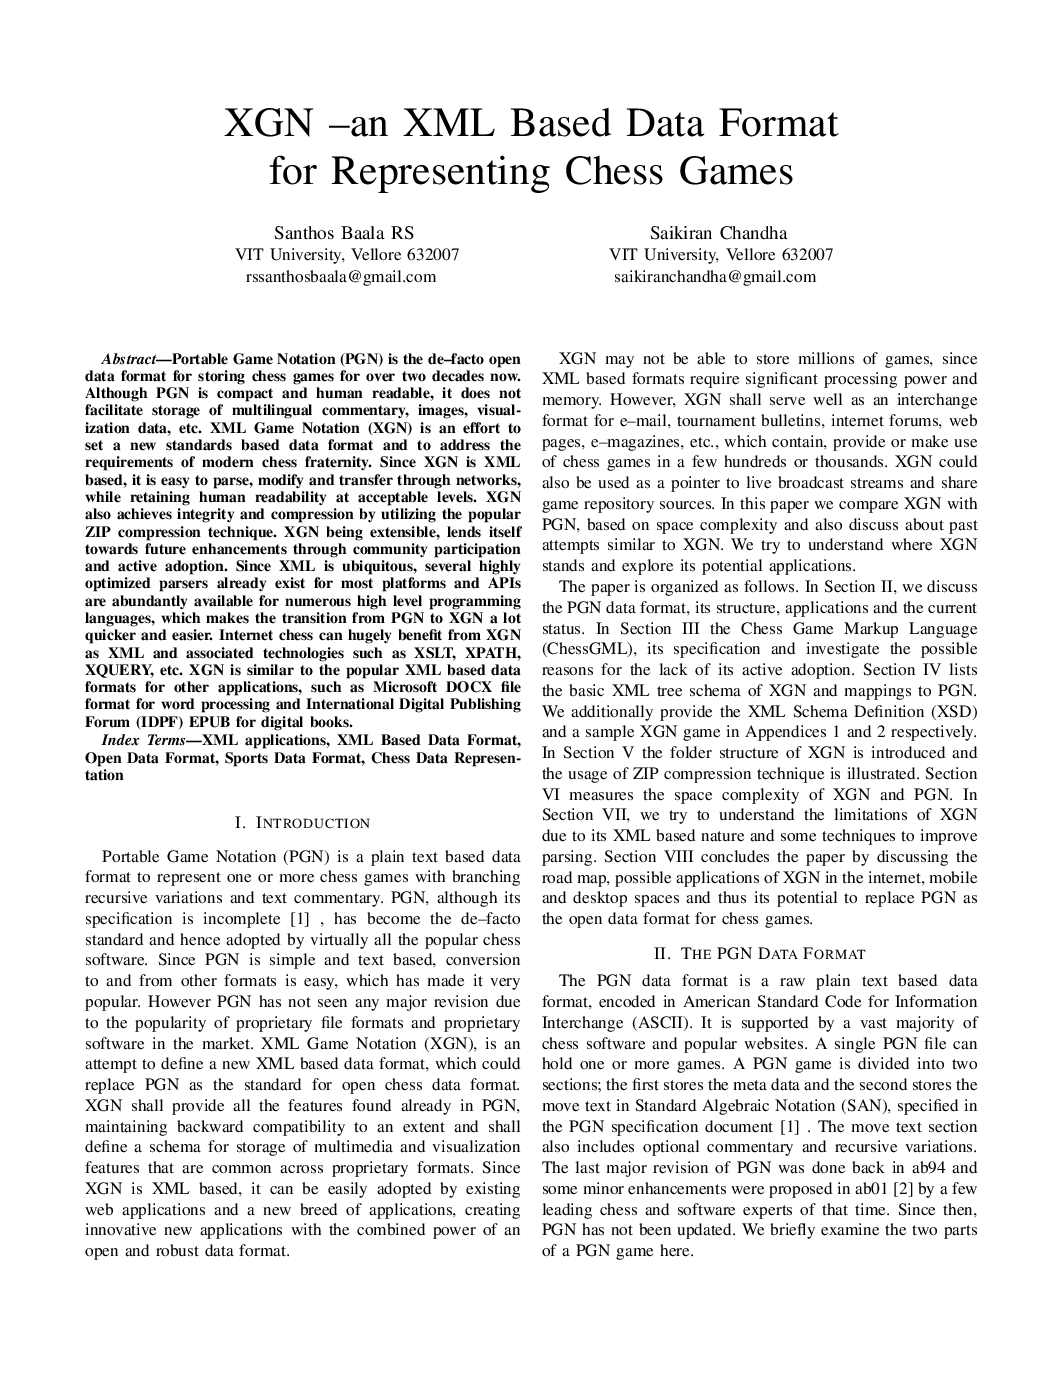 XGN –an XML Based Data Format
for Representing Chess Games
Santhos Baala RS
VIT University, Vellore 632007
rssanthosbaala@gmail.com
Saikiran Chandha
VIT University, Vellore 632007
saikiranchandha@gmail.com
Abstract—Portable Game Notation (PGN) is the de–facto open
data format for storing chess games for over two decades now.
Although PGN is compact and human readable, it does not
facilitate storage of multilingual commentary, images, visual-
ization data, etc. XML Game Notation (XGN) is an effort to
set a new standards based data format and to address the
requirements of modern chess fraternity. Since XGN is XML
based, it is easy to parse, modify and transfer through networks,
while retaining human readability at acceptable levels. XGN
also achieves integrity and compression by utilizing the popular
ZIP compression technique. XGN being extensible, lends itself
towards future enhancements through community participation
and active adoption. Since XML is ubiquitous, several highly
optimized parsers already exist for most platforms and APIs
are abundantly available for numerous high level programming
languages, which makes the transition from PGN to XGN a lot
quicker and easier. Internet chess can hugely benefit from XGN
as XML and associated technologies such as XSLT, XPATH,
XQUERY, etc. XGN is similar to the popular XML based data
formats for other applications, such as Microsoft DOCX file
format for word processing and International Digital Publishing
Forum (IDPF) EPUB for digital books.
Index Terms—XML applications, XML Based Data Format,
Open Data Format, Sports Data Format, Chess Data Represen-
tation
I. INTRODUCTION
Portable Game Notation (PGN) is a plain text based data
format to represent one or more chess games with branching
recursive variations and text commentary. PGN, although its
specification is incomplete [1] , has become the de–facto
standard and hence adopted by virtually all the popular chess
software. Since PGN is simple and text based, conversion
to and from other formats is easy, which has made it very
popular. However PGN has not seen any major revision due
to the popularity of proprietary file formats and proprietary
software in the market. XML Game Notation (XGN), is an
attempt to define a new XML based data format, which could
replace PGN as the standard for open chess data format.
XGN shall provide all the features found already in PGN,
maintaining backward compatibility to an extent and shall
define a schema for storage of multimedia and visualization
features that are common across proprietary formats. Since
XGN is XML based, it can be easily adopted by existing
web applications and a new breed of applications, creating
innovative new applications with the combined power of an
open and robust data format.
XGN may not be able to store millions of games, since
XML based formats require significant processing power and
memory. However, XGN shall serve well as an interchange
format for e–mail, tournament bulletins, internet forums, web
pages, e–magazines, etc., which contain, provide or make use
of chess games in a few hundreds or thousands. XGN could
also be used as a pointer to live broadcast streams and share
game repository sources. In this paper we compare XGN with
PGN, based on space complexity and also discuss about past
attempts similar to XGN. We try to understand where XGN
stands and explore its potential applications.
The paper is organized as follows. In Section II, we discuss
the PGN data format, its structure, applications and the current
status. In Section III the Chess Game Markup Language
(ChessGML), its specification and investigate the possible
reasons for the lack of its active adoption. Section IV lists
the basic XML tree schema of XGN and mappings to PGN.
We additionally provide the XML Schema Definition (XSD)
and a sample XGN game in Appendices 1 and 2 respectively.
In Section V the folder structure of XGN is introduced and
the usage of ZIP compression technique is illustrated. Section
VI measures the space complexity of XGN and PGN. In
Section VII, we try to understand the limitations of XGN
due to its XML based nature and some techniques to improve
parsing. Section VIII concludes the paper by discussing the
road map, possible applications of XGN in the internet, mobile
and desktop spaces and thus its potential to replace PGN as
the open data format for chess games.
II. THE PGN DATA FORMAT
The PGN data format is a raw plain text based data
format, encoded in American Standard Code for Information
Interchange (ASCII). It is supported by a vast majority of
chess software and popular websites. A single PGN file can
hold one or more games. A PGN game is divided into two
sections; the first stores the meta data and the second stores the
move text in Standard Algebraic Notation (SAN), specified in
the PGN specification document [1] . The move text section
also includes optional commentary and recursive variations.
The last major revision of PGN was done back in ab94 and
some minor enhancements were proposed in ab01 [2] by a few
leading chess and software experts of that time. Since then,
PGN has not been updated. We briefly examine the two parts
of a PGN game here.